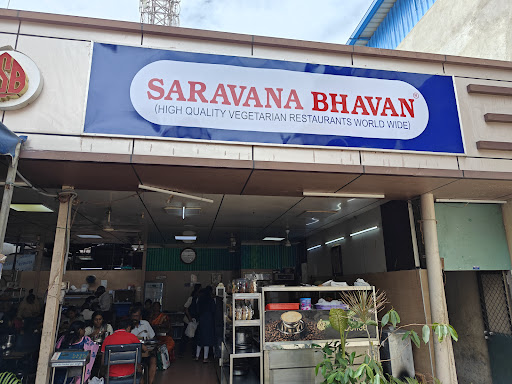 SB
SARAVANA BHAVAN®
(HIGH QUALITY VEGETARIAN RESTAURANTS WORLD WIDE)